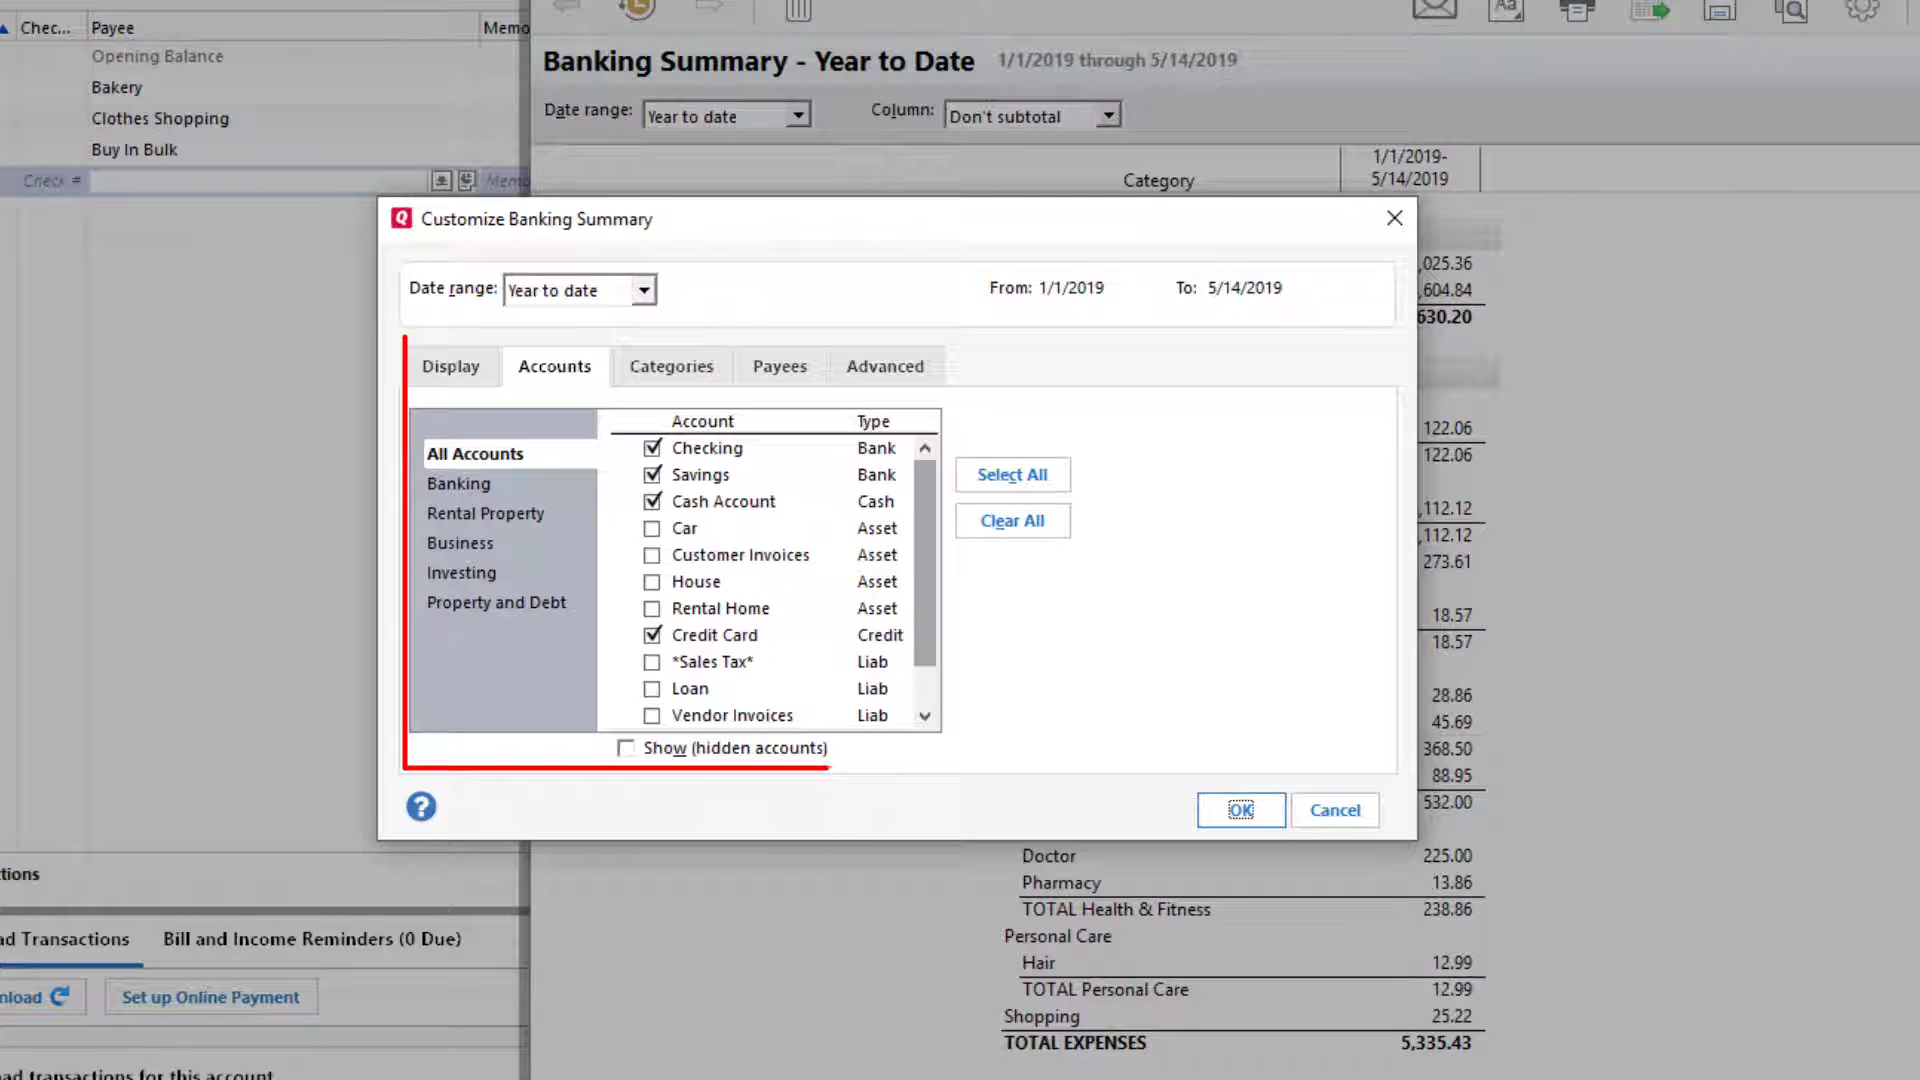 Chec... Payee Memo
Opening Balance
Bakery
Clothes Shopping
Buy In Bulk
Check # Memo
Banking Summary - Year to Date 1/1/2019 through 5/14/2019
Date range: Year to date Column: Don't subtotal
Category 1/1/2019-
5/14/2019
Customize Banking Summary
Date range: Year to date From: 1/1/2019 To: 5/14/2019
Display Accounts Categories Payees Advanced
All Accounts
Banking
Rental Property
Business
Investing
Property and Debt
Account Type
Checking Bank
Savings Bank
Cash Account Cash
Car Asset
Customer Invoices Asset
House Asset
Rental Home Asset
Credit Card Credit
*Sales Tax* Liab
Loan Liab
Vendor Invoices Liab
Show (hidden accounts)
Select All
Clear All
OK Cancel
,025.36
,604.84
630.20
122.06
122.06
,112.12
,112.12
273.61
18.57
18.57
28.86
45.69
368.50
88.95
532.00
Doctor 225.00
Pharmacy 13.86
TOTAL Health & Fitness 238.86
Personal Care
Hair 12.99
TOTAL Personal Care 12.99
Shopping 25.22
TOTAL EXPENSES 5,335.43
tions
ad Transactions Bill and Income Reminders (0 Due)
nload Set up Online Payment
ad transactions for this account